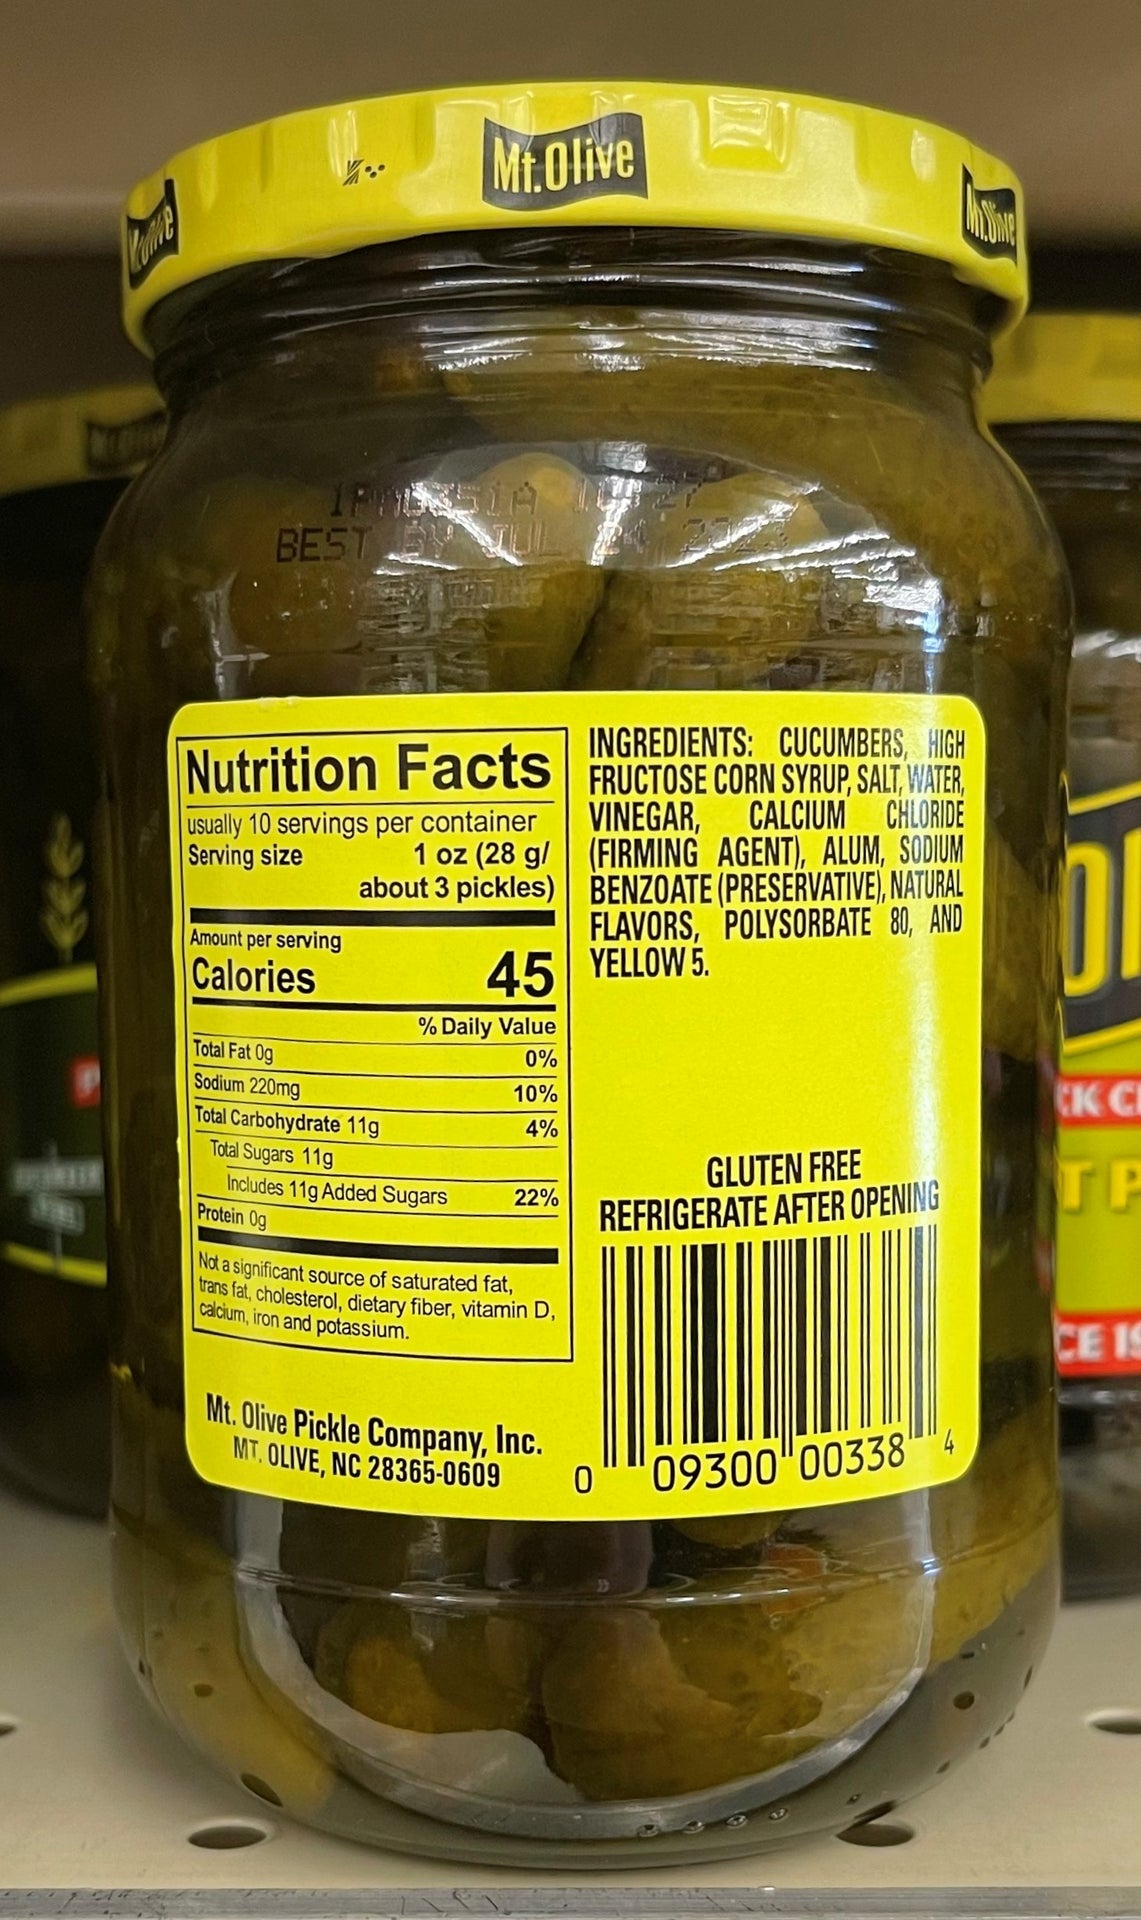 Mt.Olive
Mt.Olive
Mt.Olive
BEST BY JUL 24, 2023
Nutrition Facts
usually 10 servings per container
Serving size 1 oz (28 g/
about 3 pickles)
Amount per serving
Calories 45
% Daily Value
Total Fat 0g 0%
Sodium 220mg 10%
Total Carbohydrate 11g 4%
Total Sugars 11g
Includes 11g Added Sugars 22%
Protein 0g
Not a significant source of saturated fat,
trans fat, cholesterol, dietary fiber, vitamin D,
calcium, iron and potassium.
Mt. Olive Pickle Company, Inc.
MT. OLIVE, NC 28365-0609
INGREDIENTS: CUCUMBERS, HIGH
FRUCTOSE CORN SYRUP, SALT, WATER,
VINEGAR, CALCIUM CHLORIDE
(FIRMING AGENT), ALUM, SODIUM
BENZOATE (PRESERVATIVE), NATURAL
FLAVORS, POLYSORBATE 80, AND
YELLOW 5.
GLUTEN FREE
REFRIGERATE AFTER OPENING
0 09300 00338 4